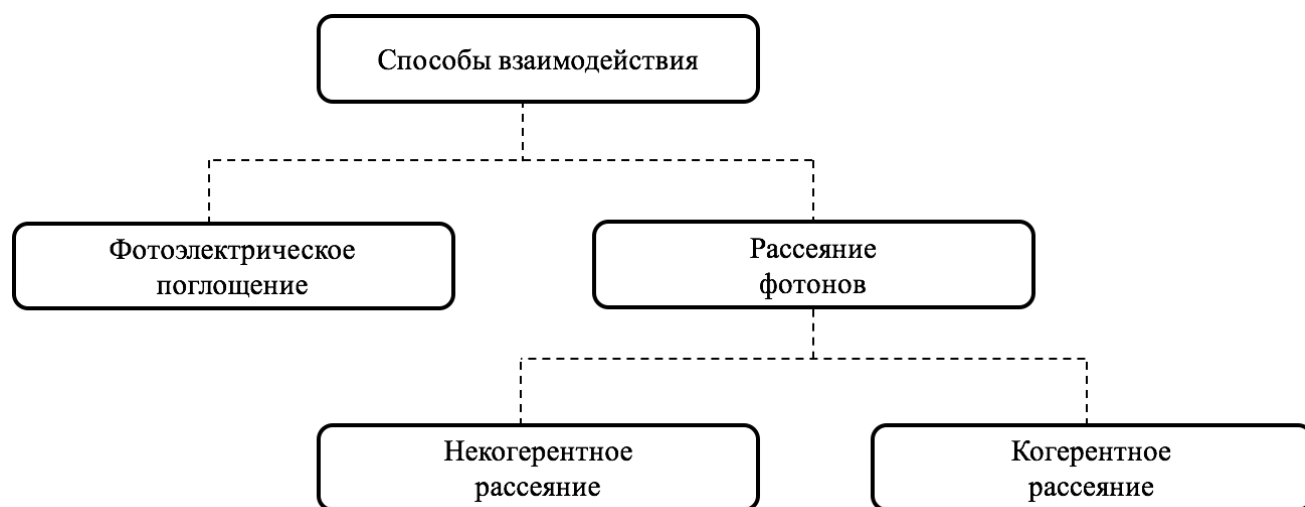 Способы взаимодействия
Фотоэлектрическое
поглощение
Рассеяние
фотонов
Некогерентное
рассеяние
Когерентное
рассеяние